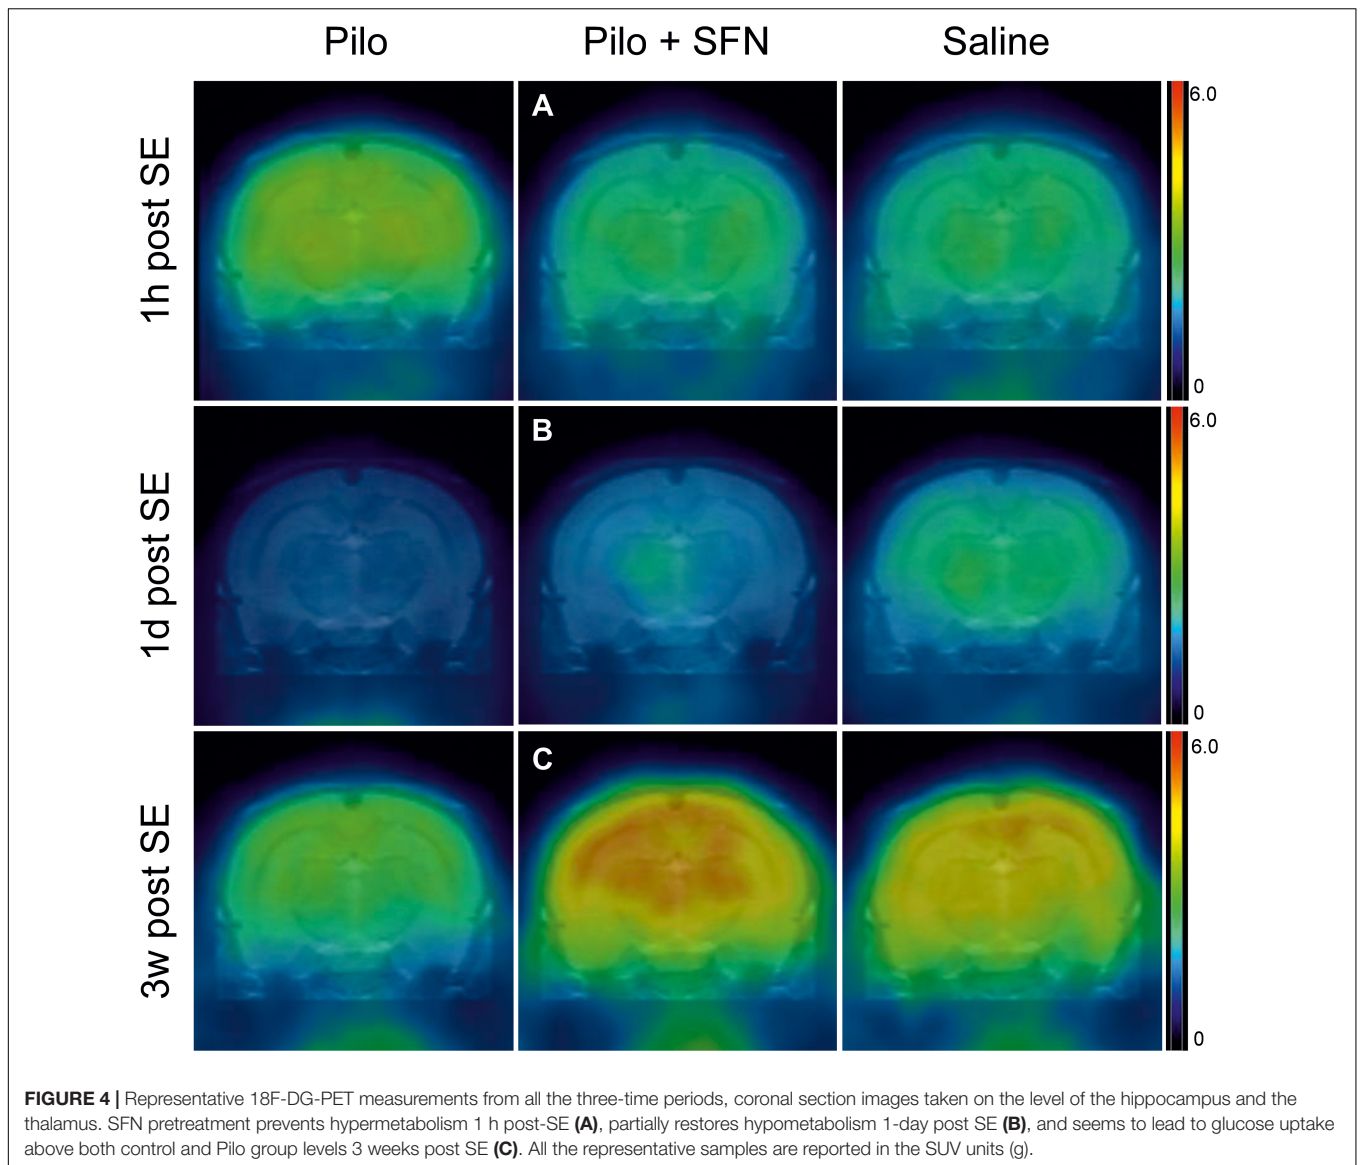 Pilo
Pilo + SFN
Saline
1h post SE
A
6.0
0
1d post SE
B
6.0
0
3w post SE
C
6.0
0
FIGURE 4 | Representative 18F-DG-PET measurements from all the three-time periods, coronal section images taken on the level of the hippocampus and the
thalamus. SFN pretreatment prevents hypermetabolism 1 h post-SE (A), partially restores hypometabolism 1-day post SE (B), and seems to lead to glucose uptake
above both control and Pilo group levels 3 weeks post SE (C). All the representative samples are reported in the SUV units (g).